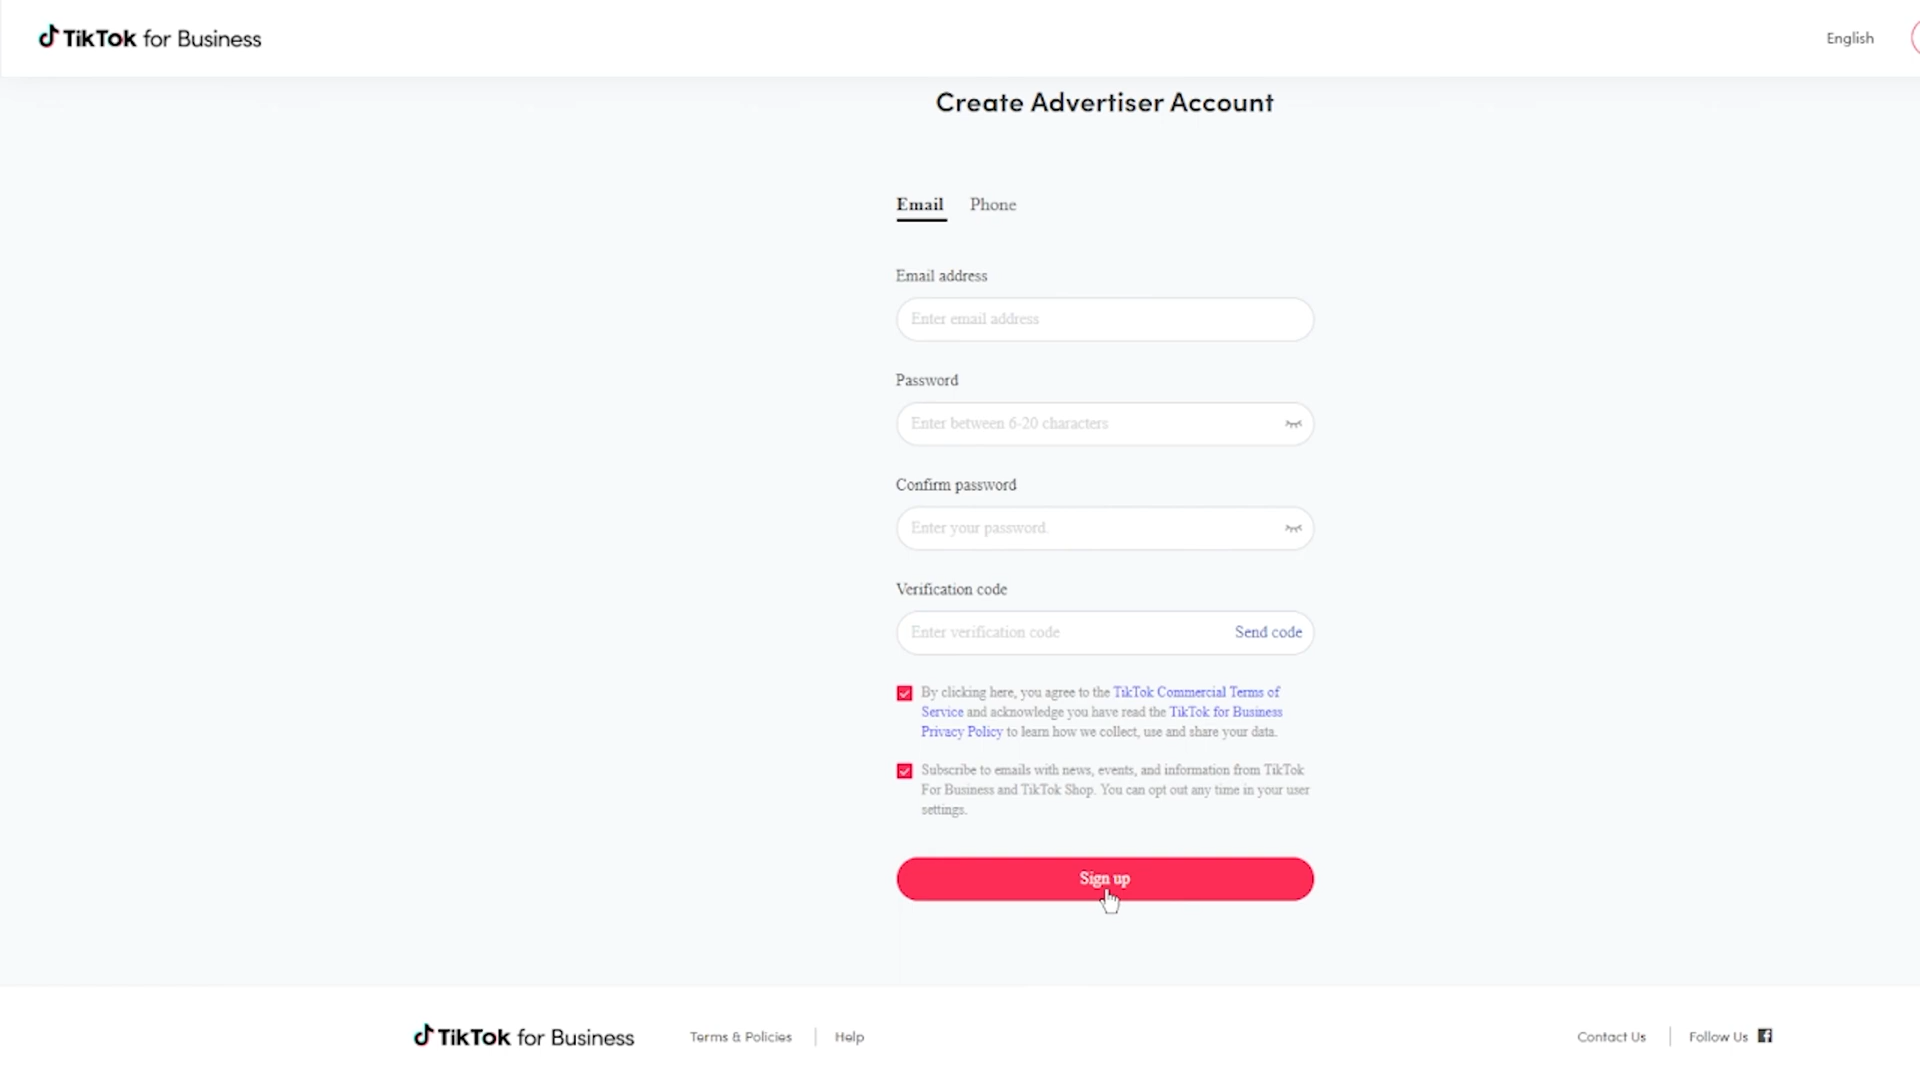 TikTok for Business
English
Create Advertiser Account
Email Phone
Email address
Enter email address
Password
Enter between 6-20 characters
Confirm password
Enter your password.
Verification code
Enter verification code Send code
By clicking here, you agree to the TikTok Commercial Terms of
Service and acknowledge you have read the TikTok for Business
Privacy Policy to learn how we collect, use and share your data.
Subscribe to emails with news, events, and information from TikTok
For Business and TikTok Shop. You can opt out any time in your user
settings.
Sign up
TikTok for Business Terms & Policies Help Contact Us Follow Us